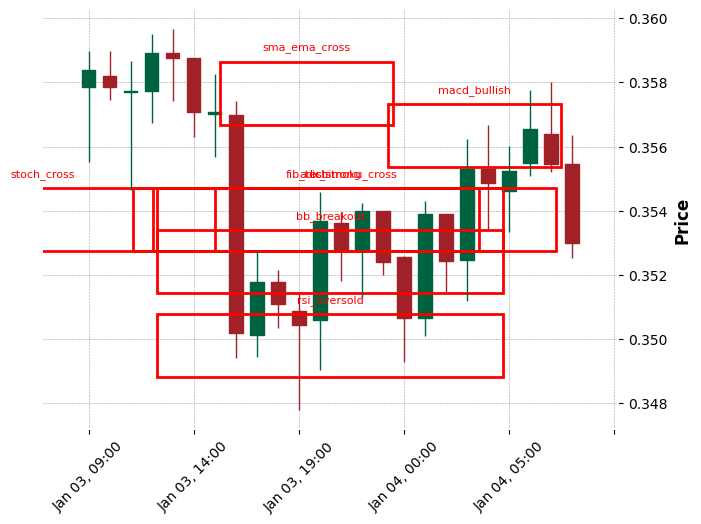 0.360
sma_ema_cross
0.358
macd_bullish
0.356
stoch_cross
0.354
bb_breakout
0.352
rsi_oversold
0.350
0.348
Price
Jan 03, 09:00
Jan 03, 14:00
Jan 03, 19:00
Jan 04, 00:00
Jan 04, 05:00